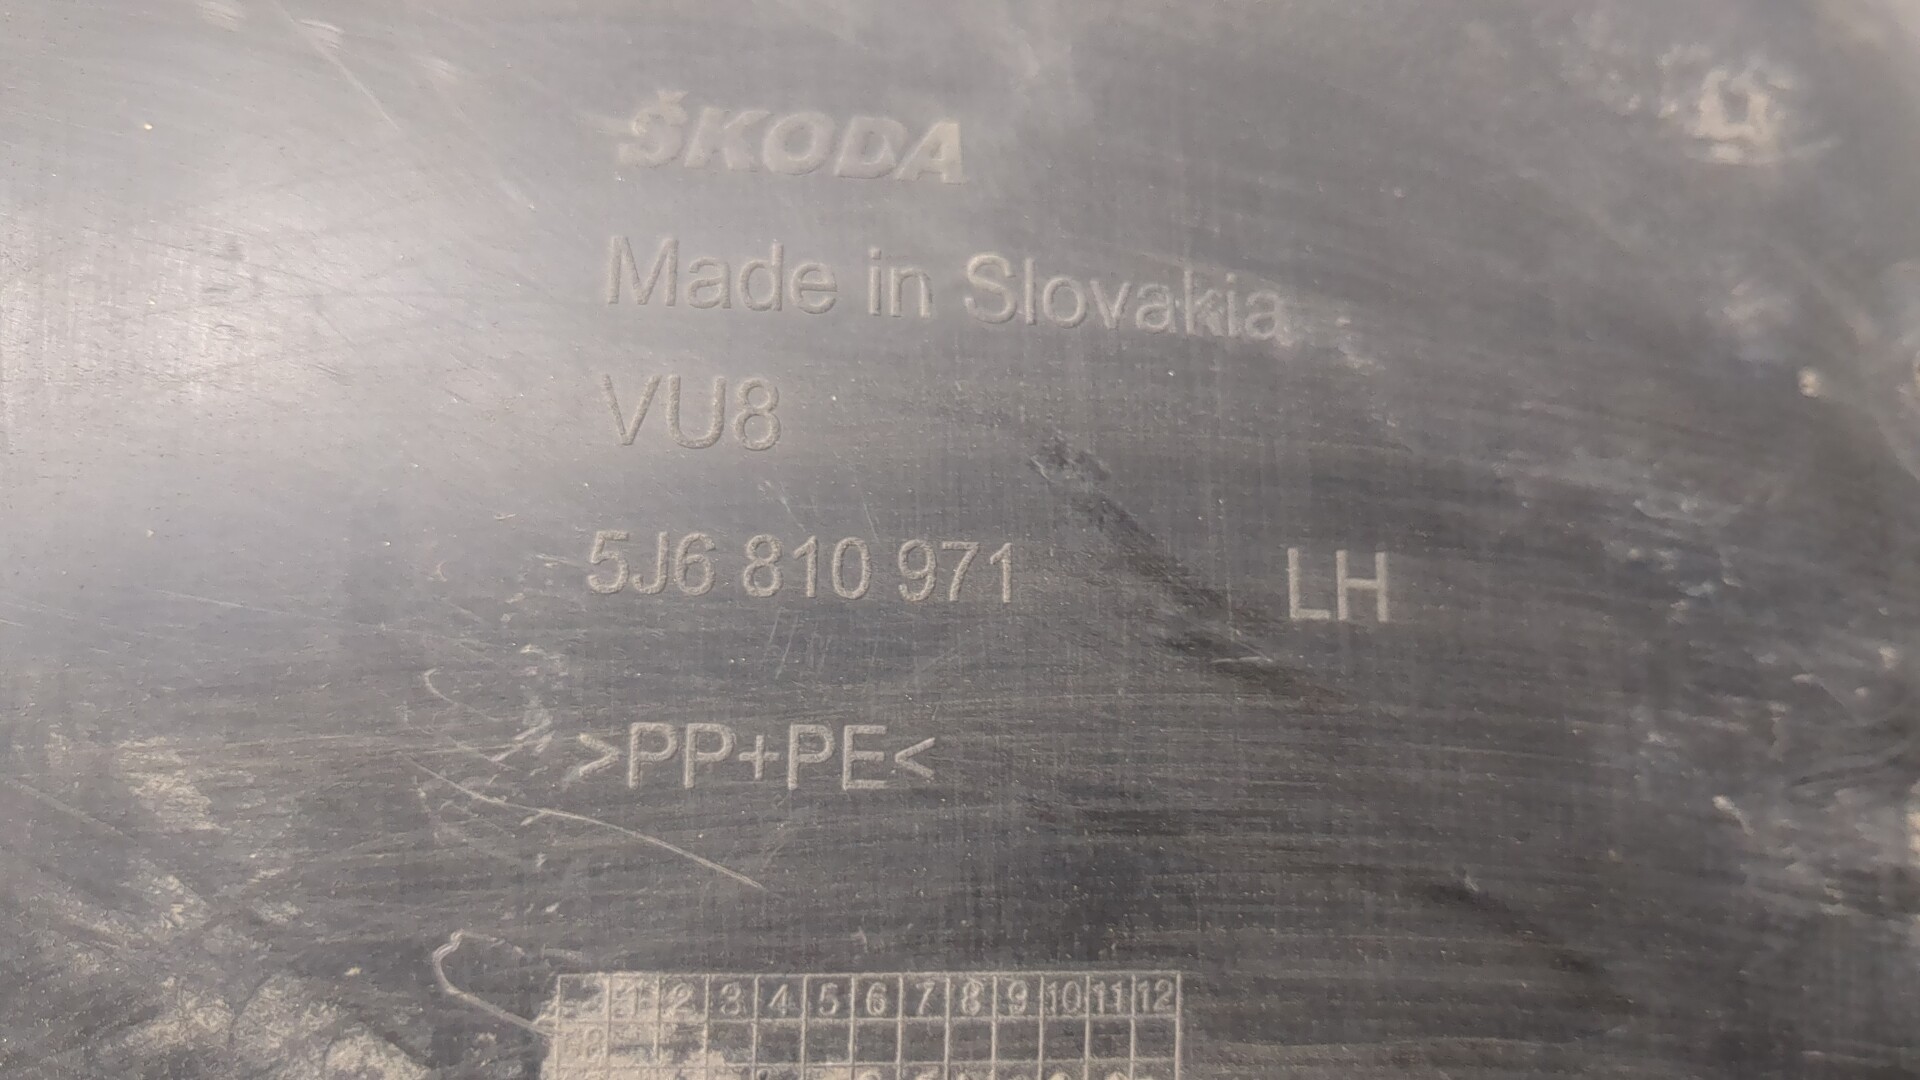 ŠKODA
Made in Slovakia
VU8
5J6 810 971 LH
>PP+PE<
1 2 3 4 5 6 7 8 9 10 11 12